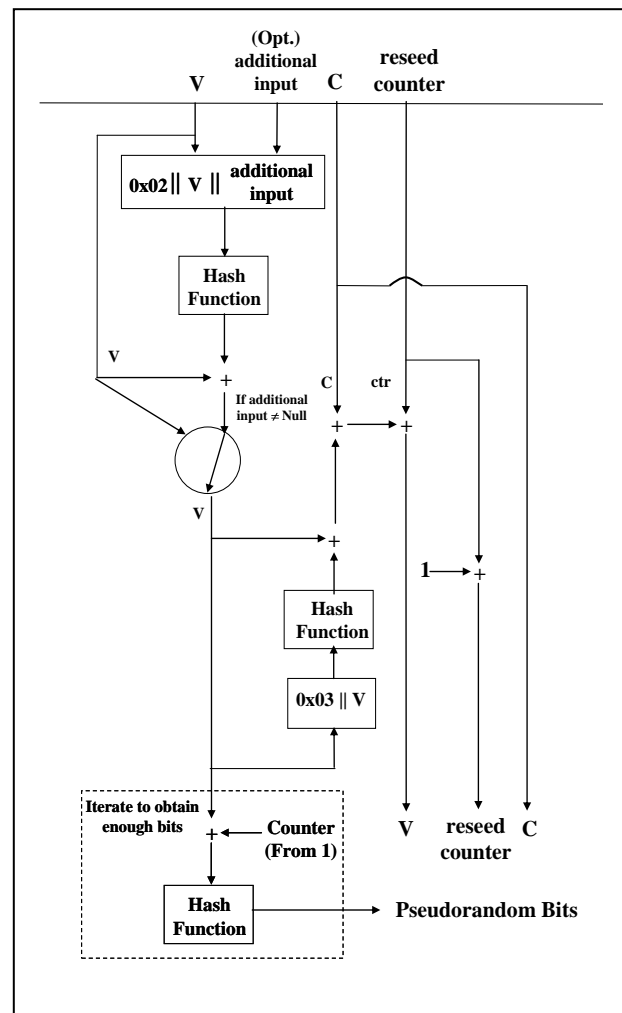 (Opt.)
additional
input
V
C
reseed
counter
0x02 || V || additional
input
Hash
Function
V
+
If additional
input ≠ Null
C
ctr
+
+
V
+
1
+
Hash
Function
0x03 || V
Iterate to obtain
enough bits
+
Counter
(From 1)
V
reseed
counter
C
Hash
Function
Pseudorandom Bits